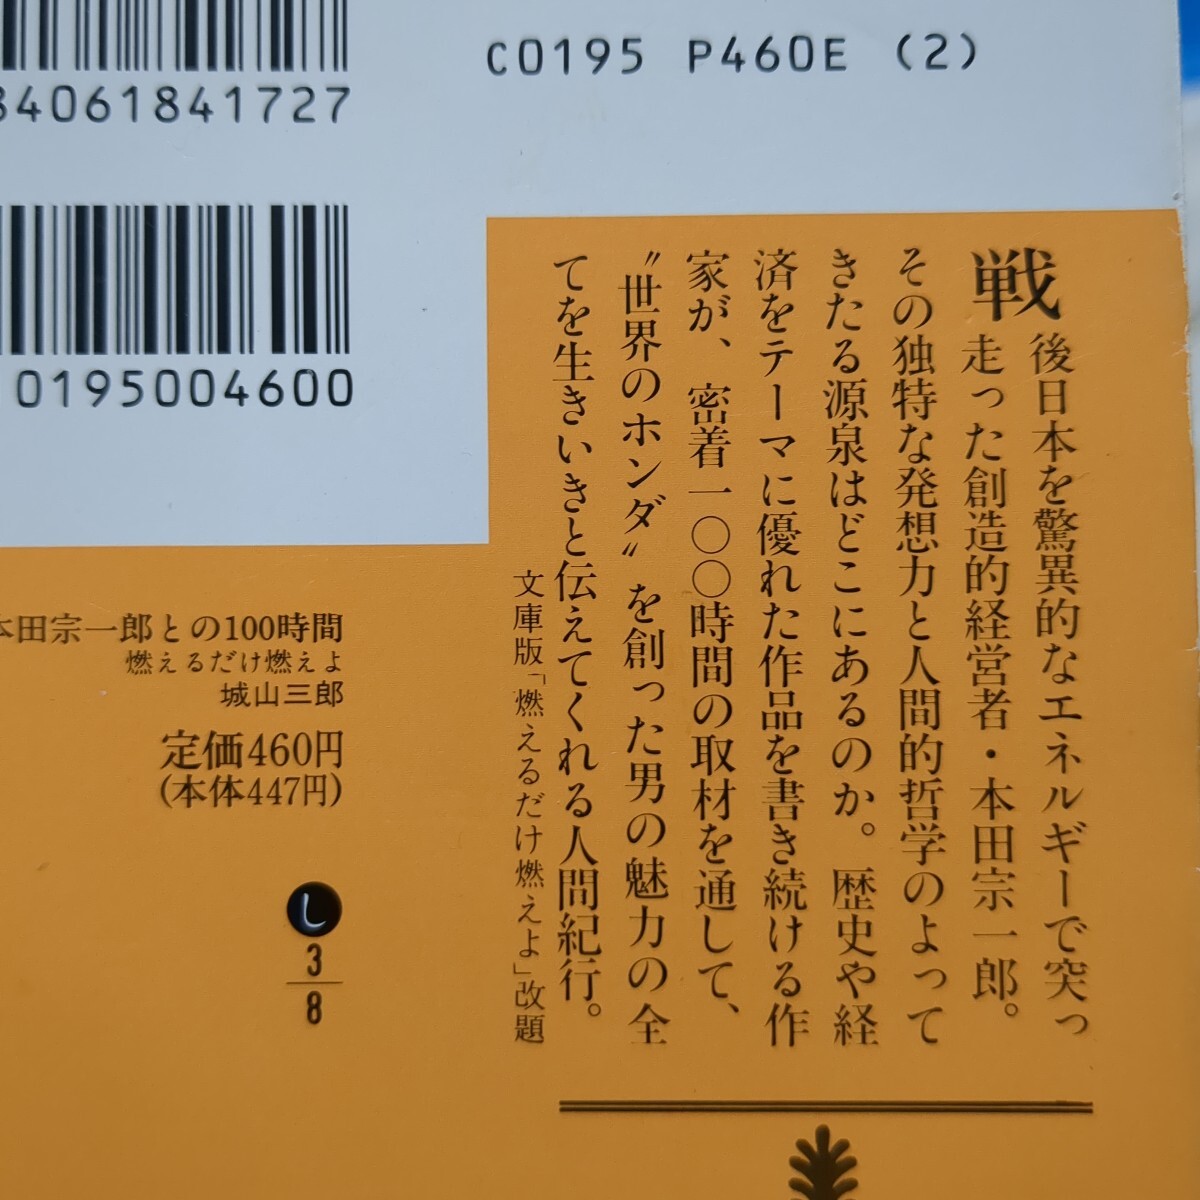 C0195 P460E (2)
84061841727
0195004600
戦後日本を驚異的なエネルギーで突っ
走った創造的経営者・本田宗一郎。
その独特な発想力と人間的哲学のよって
きたる源泉はどこにあるのか。歴史や経
済をテーマに優れた作品を書き続ける作
家が、密着一〇〇時間の取材を通して、
〝世界のホンダ〟を創った男の魅力の全
てを生きいきと伝えてくれる人間紀行。
文庫版「燃えるだけ燃えよ」改題
本田宗一郎との100時間
燃えるだけ燃えよ
城山三郎
定価460円
(本体447円)
し
3
8